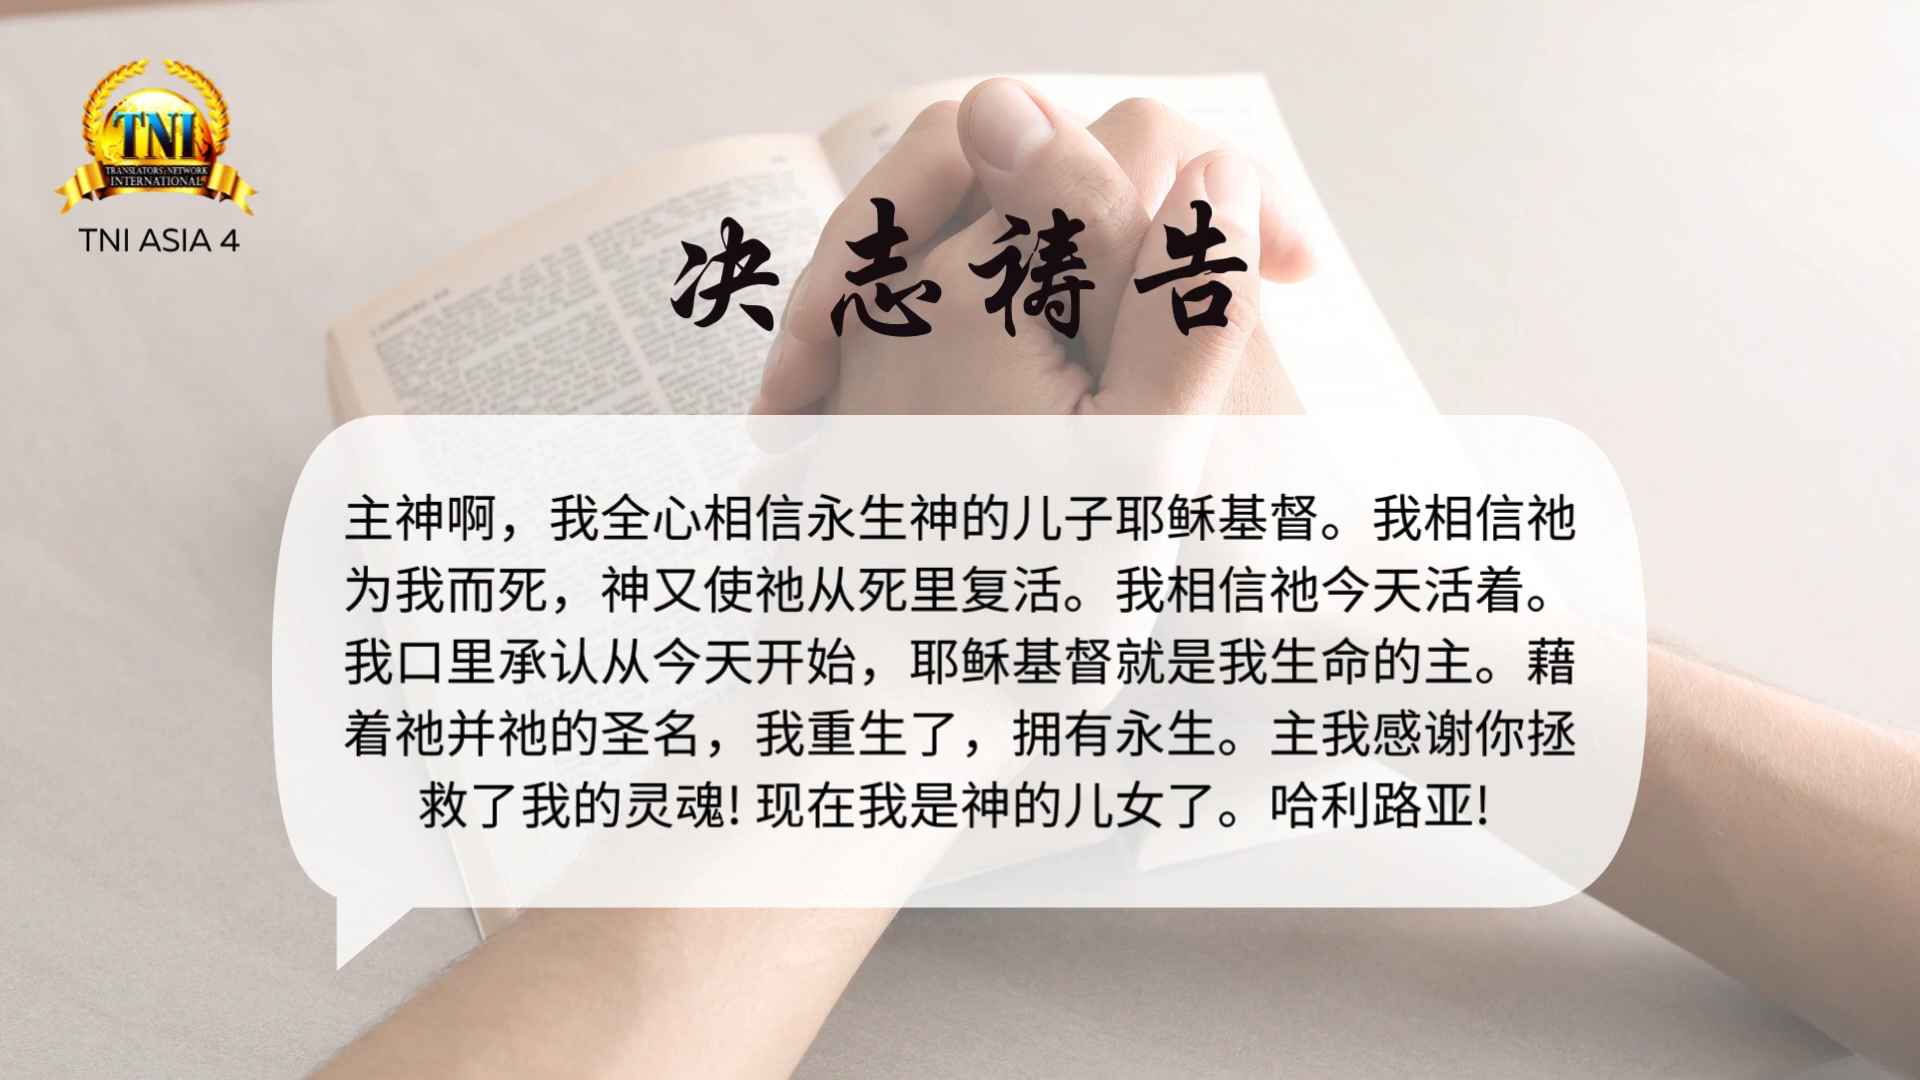 TNI
TRANSLATORS NETWORK
INTERNATIONAL
TNI ASIA 4
决志祷告
主神啊，我全心相信永生神的儿子耶稣基督。我相信祂
为我而死，神又使祂从死里复活。我相信祂今天活着。
我口里承认从今天开始，耶稣基督就是我生命的主。藉
着祂并祂的圣名，我重生了，拥有永生。主我感谢你拯
救了我的灵魂! 现在我是神的儿女了。哈利路亚!